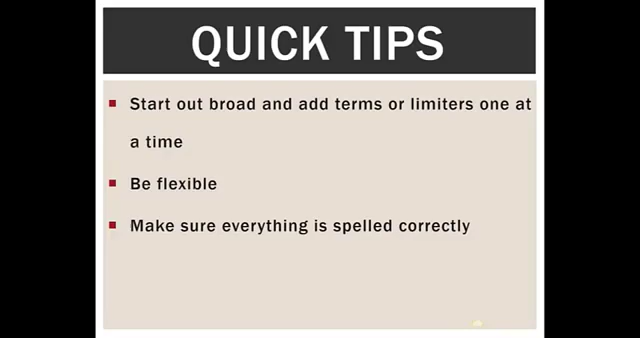 QUICK TIPS
Start out broad and add terms or limiters one at
a time
Be flexible
Make sure everything is spelled correctly